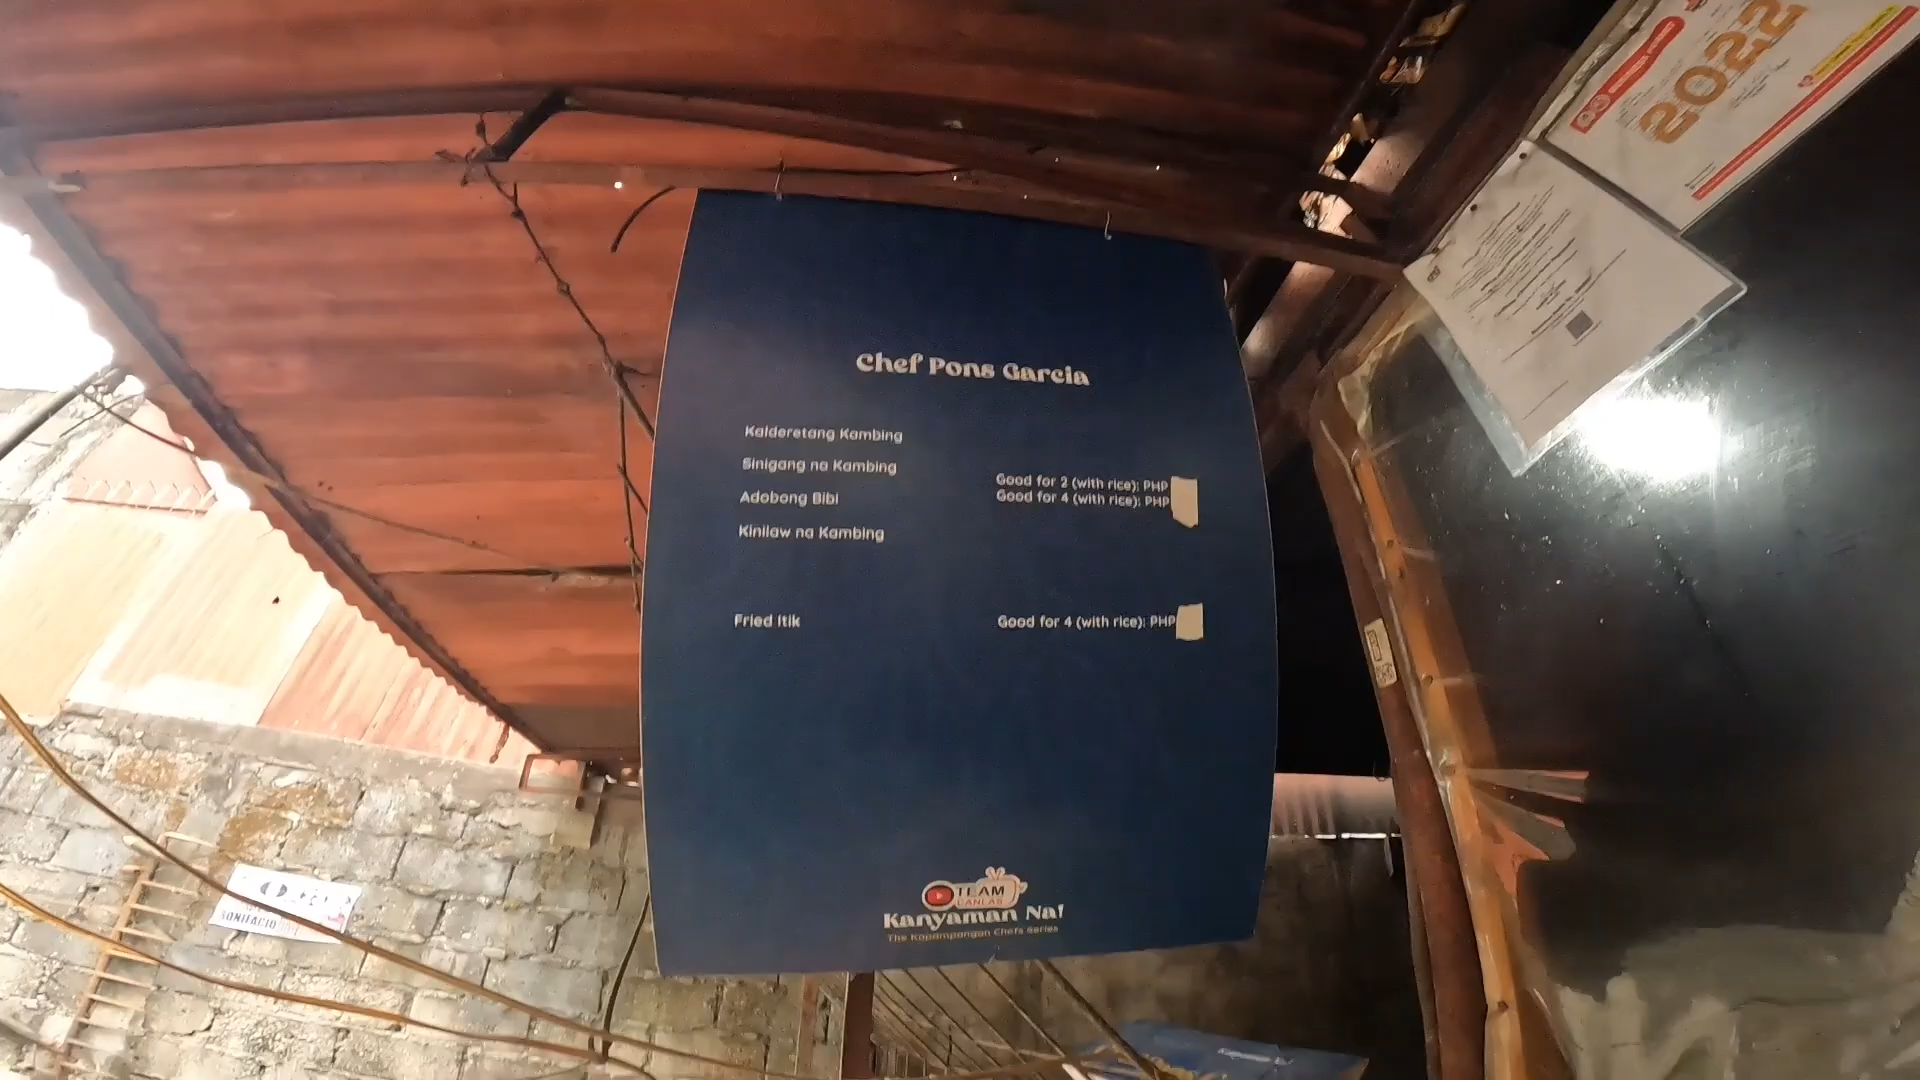 Chef Pons Garcia
Kalderetang Kambing
Sinigang na Kambing
Adobong Bibi
Kinilaw na Kambing
Good for 2 (with rice): PHP
Good for 4 (with rice): PHP
Fried Itik
Good for 4 (with rice): PHP
TEAM
CANLAS
Kanyaman Na!
The Kapampangan Chefs Series
2022
BONIFACIO